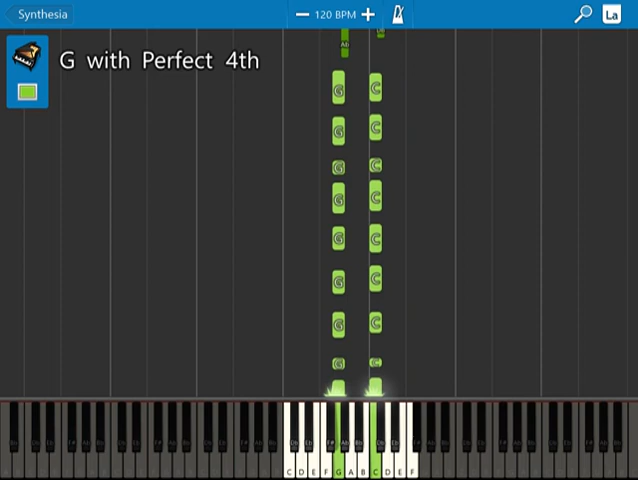 Synthesia
120 BPM
La
G with Perfect 4th
Ab
G C
G C
G C
G C
G C
G C
G C
G C
C D E F G A B C D E F